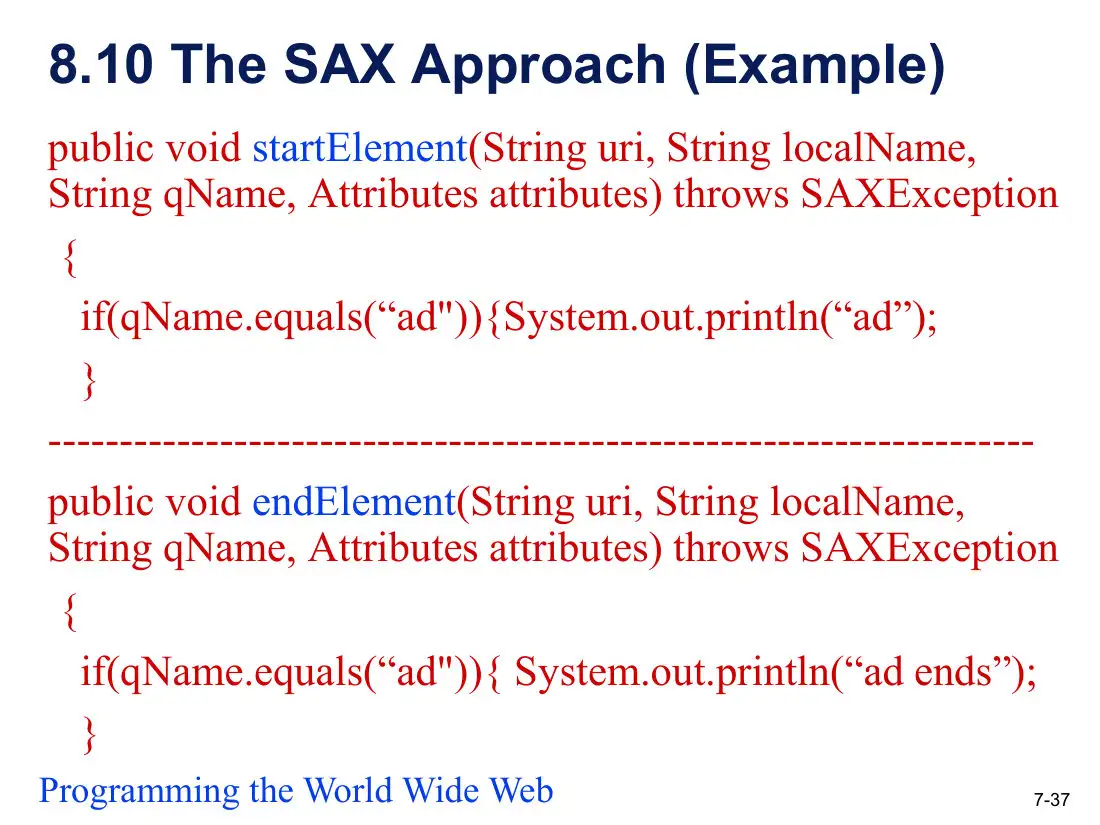 8.10 The SAX Approach (Example)
public void startElement(String uri, String localName,
String qName, Attributes attributes) throws SAXException
{
if(qName.equals(“ad")){System.out.println(“ad”);
}
---------------------------------------------------------------------
public void endElement(String uri, String localName,
String qName, Attributes attributes) throws SAXException
{
if(qName.equals(“ad")){ System.out.println(“ad ends”);
}
Programming the World Wide Web
7-37